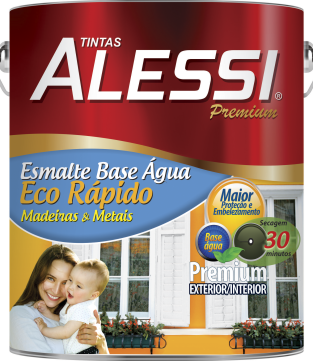 TINTAS
ALESSI®
Premium
Esmalte Base Água
Eco Rápido
Madeiras & Metais
Maior
Proteção e
Embelezamento
Base
água
Secagem
30
minutos
Premium
EXTERIOR/INTERIOR